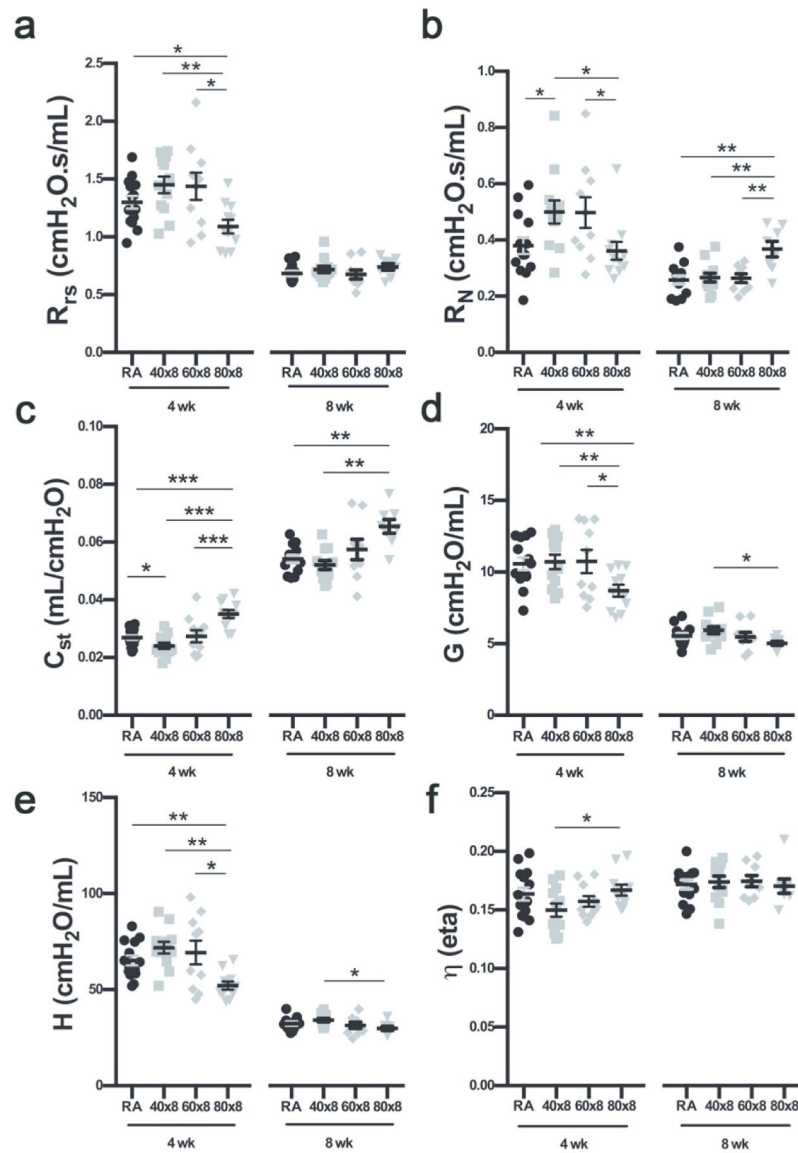 a
Rrs (cmH2O.s/mL)
2.5
2.0
1.5
1.0
0.5
0.0
* ** *
RA 40x8 60x8 80x8 RA 40x8 60x8 80x8
4 wk 8 wk
b
RN (cmH2O.s/mL)
1.0
0.8
0.6
0.4
0.2
0.0
* * *
** ** **
RA 40x8 60x8 80x8 RA 40x8 60x8 80x8
4 wk 8 wk
c
Cst (mL/cmH2O)
0.10
0.08
0.06
0.04
0.02
0.00
*** *** *** *
** **
RA 40x8 60x8 80x8 RA 40x8 60x8 80x8
4 wk 8 wk
d
G (cmH2O/mL)
20
15
10
5
0
** ** *
*
RA 40x8 60x8 80x8 RA 40x8 60x8 80x8
4 wk 8 wk
e
H (cmH2O/mL)
150
100
50
0
** ** *
*
RA 40x8 60x8 80x8 RA 40x8 60x8 80x8
4 wk 8 wk
f
η (eta)
0.25
0.20
0.15
0.10
0.05
0.00
*
RA 40x8 60x8 80x8 RA 40x8 60x8 80x8
4 wk 8 wk